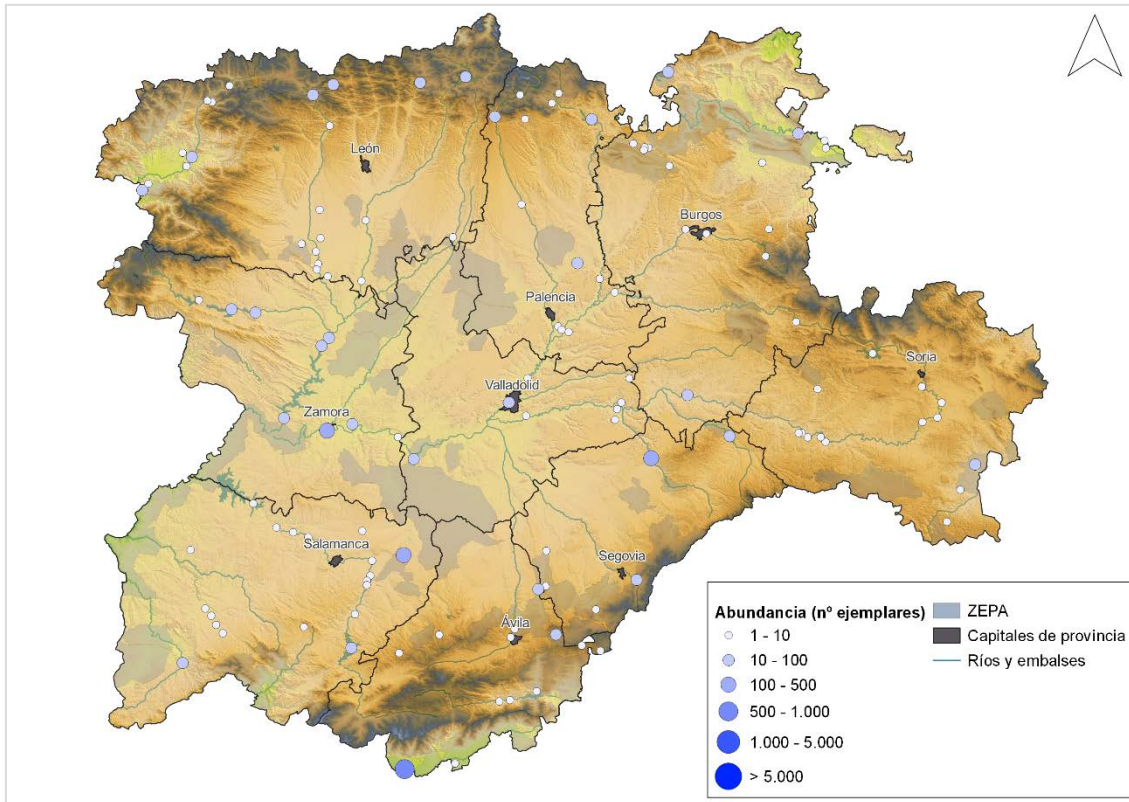 León
Burgos
Palencia
Soria
Valladolid
Zamora
Salamanca
Segovia
Ávila
Abundancia (nº ejemplares)
1 - 10
10 - 100
100 - 500
500 - 1.000
1.000 - 5.000
> 5.000
ZEPA
Capitales de provincia
Ríos y embalses